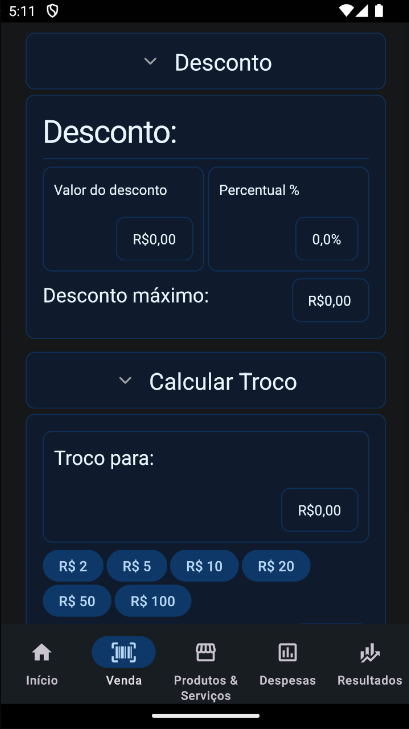 5:11
Desconto
Desconto:
Valor do desconto
Percentual %
R$0,00
0,0%
Desconto máximo:
R$0,00
Calcular Troco
Troco para:
R$0,00
R$ 2
R$ 5
R$ 10
R$ 20
R$ 50
R$ 100
Início
Venda
Produtos &
Serviços
Despesas
Resultados